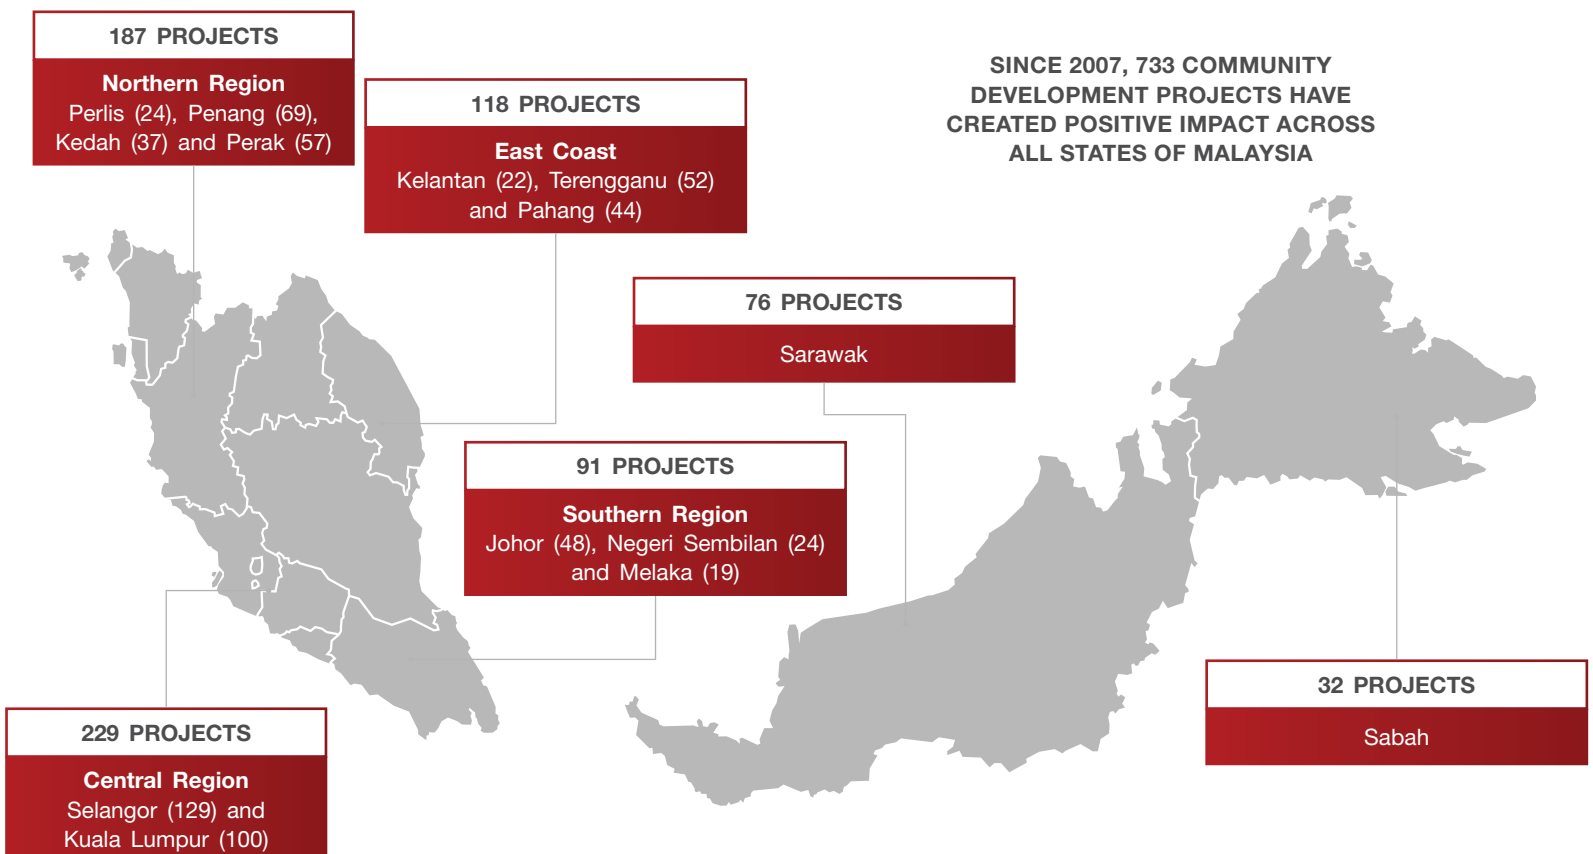 187 PROJECTS
Northern Region
Perlis (24), Penang (69),
Kedah (37) and Perak (57)
118 PROJECTS
East Coast
Kelantan (22), Terengganu (52)
and Pahang (44)
SINCE 2007, 733 COMMUNITY
DEVELOPMENT PROJECTS HAVE
CREATED POSITIVE IMPACT ACROSS
ALL STATES OF MALAYSIA
76 PROJECTS
Sarawak
91 PROJECTS
Southern Region
Johor (48), Negeri Sembilan (24)
and Melaka (19)
229 PROJECTS
Central Region
Selangor (129) and
Kuala Lumpur (100)
32 PROJECTS
Sabah